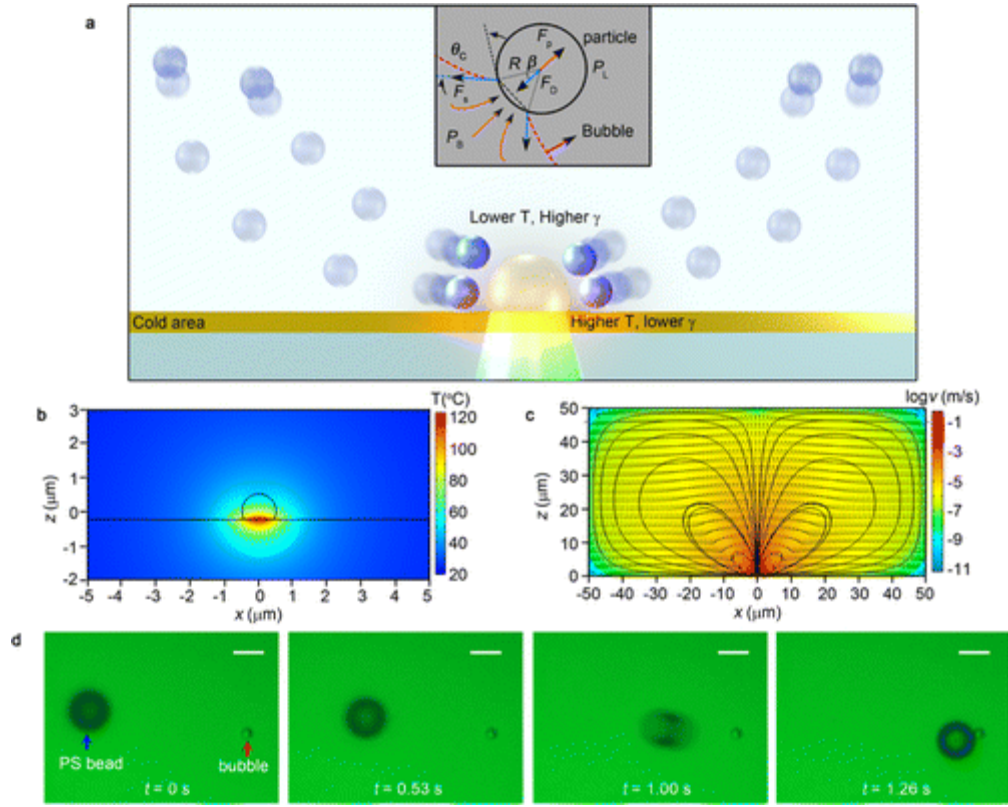 a
θc
Fp
particle
R
β
PL
FD
Fs
PB
Bubble
Lower T, Higher γ
Cold area
Higher T, lower γ
b
T(°C)
3
2
1
0
-1
-2
z (μm)
-5 -4 -3 -2 -1 0 1 2 3 4 5
x (μm)
120
100
80
60
40
20
c
logv (m/s)
50
40
30
20
10
0
z (μm)
-50 -40 -30 -20 -10 0 10 20 30 40 50
x (μm)
-1
-3
-5
-7
-9
-11
d
PS bead
bubble
t = 0 s
t = 0.53 s
t = 1.00 s
t = 1.26 s